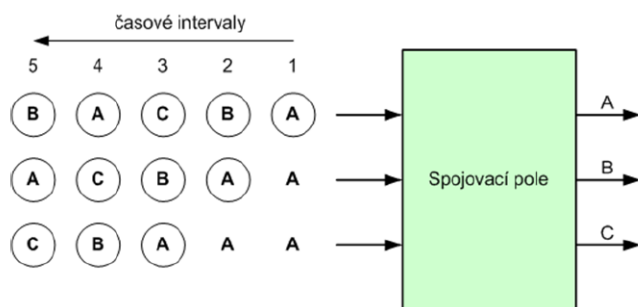 časové intervaly
5 4 3 2 1
B A C B A
A C B A A
C B A A A
Spojovací pole
A
B
C